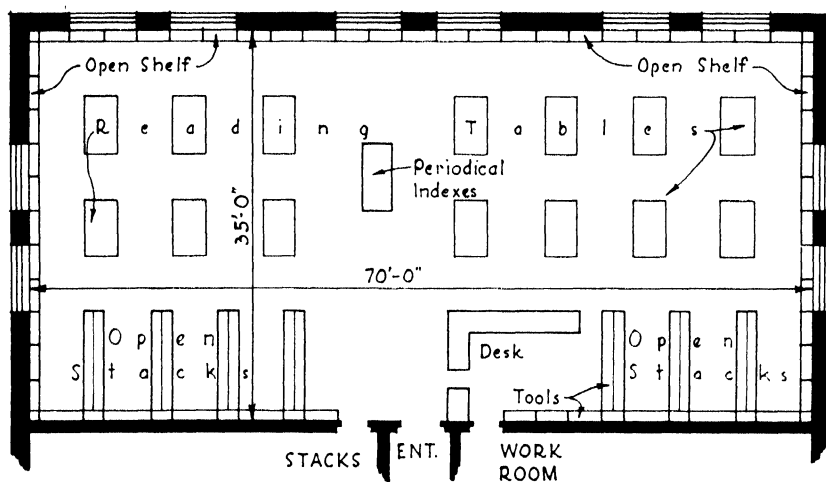 Open Shelf
Open Shelf
Reading Tables
Periodical
Indexes
35'-0"
70'-0"
Open
Stacks
Desk
Tools
Open
Stacks
STACKS
ENT.
WORK
ROOM